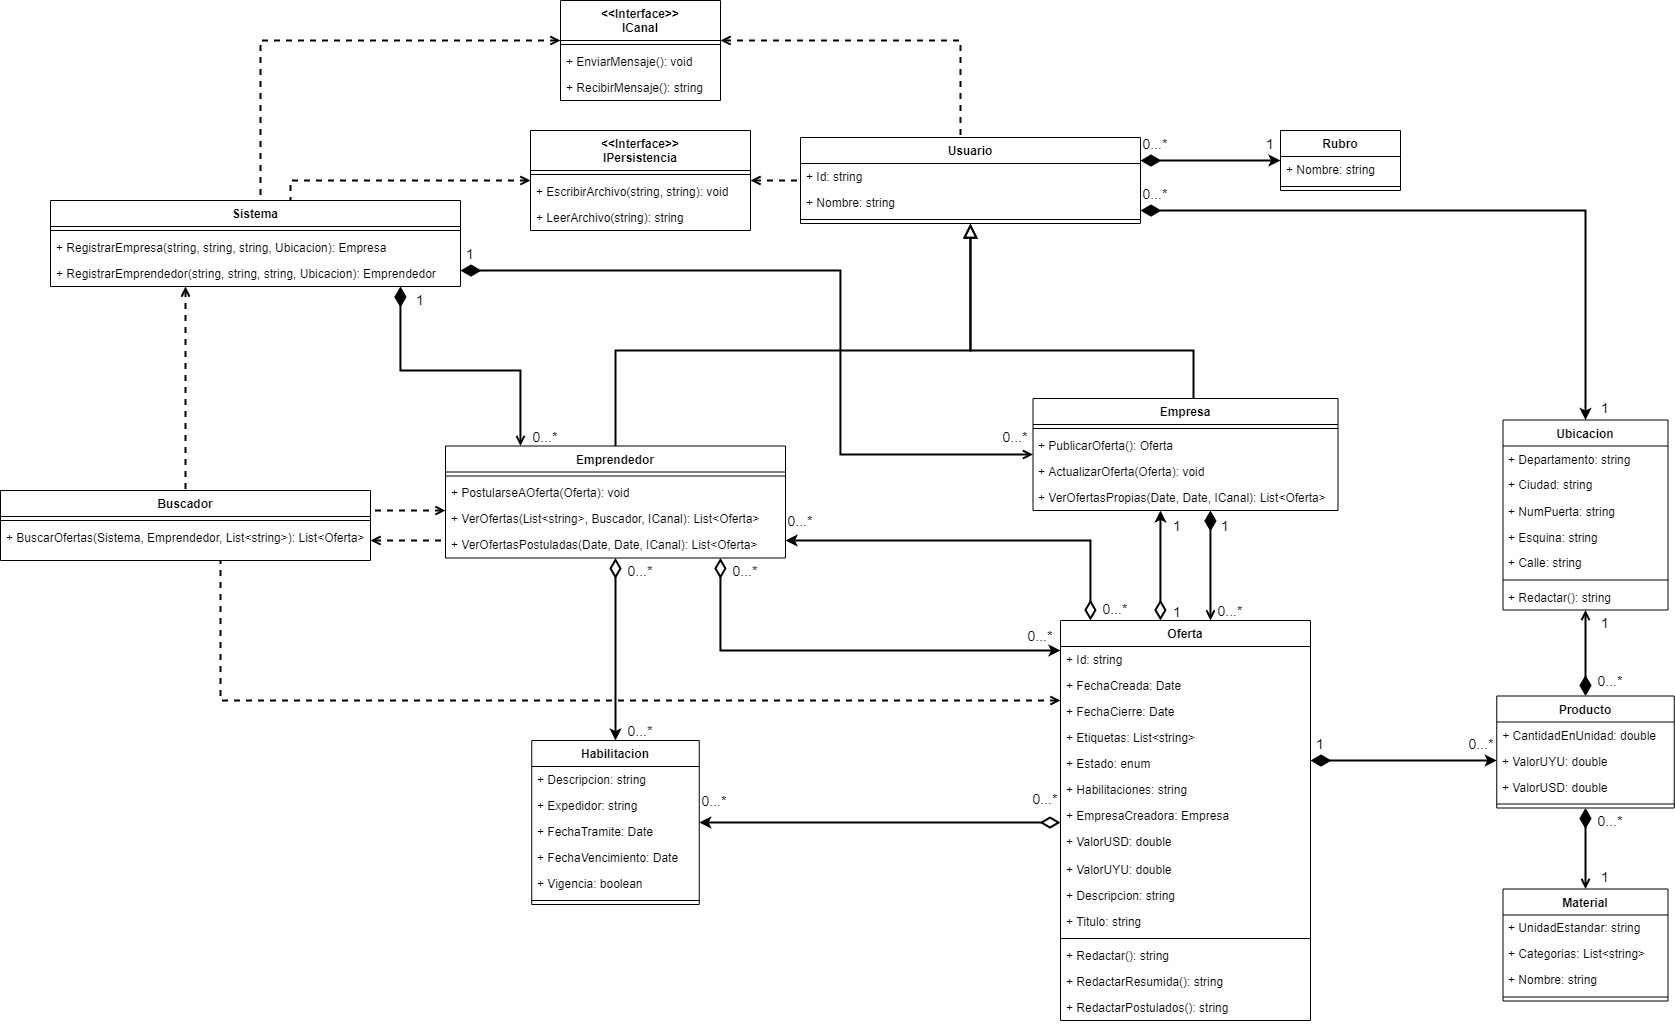 <<Interface>>
ICanal
+ EnviarMensaje(): void
+ RecibirMensaje(): string
<<Interface>>
IPersistencia
+ EscribirArchivo(string, string): void
+ LeerArchivo(string): string
Usuario
+ Id: string
+ Nombre: string
0...*
1
0...*
Rubro
+ Nombre: string
Sistema
+ RegistrarEmpresa(string, string, string, Ubicacion): Empresa
+ RegistrarEmprendedor(string, string, string, Ubicacion): Emprendedor
1
1
0...*
0...*
1
Empresa
+ PublicarOferta(): Oferta
+ ActualizarOferta(Oferta): void
+ VerOfertasPropias(Date, Date, ICanal): List<Oferta>
Ubicacion
+ Departamento: string
+ Ciudad: string
+ NumPuerta: string
+ Esquina: string
+ Calle: string
+ Redactar(): string
Emprendedor
+ PostularseAOferta(Oferta): void
+ VerOfertas(List<string>, Buscador, ICanal): List<Oferta>
+ VerOfertasPostuladas(Date, Date, ICanal): List<Oferta>
Buscador
+ BuscarOfertas(Sistema, Emprendedor, List<string>): List<Oferta>
0...*
1
1
0...*
0...*
0...*
1
0...*
1
0...*
Oferta
+ Id: string
+ FechaCreada: Date
+ FechaCierre: Date
+ Etiquetas: List<string>
+ Estado: enum
+ Habilitaciones: string
+ EmpresaCreadora: Empresa
+ ValorUSD: double
+ ValorUYU: double
+ Descripcion: string
+ Titulo: string
+ Redactar(): string
+ RedactarResumida(): string
+ RedactarPostulados(): string
0...*
Habilitacion
+ Descripcion: string
+ Expedidor: string
+ FechaTramite: Date
+ FechaVencimiento: Date
+ Vigencia: boolean
0...*
0...*
1
0...*
0...*
Producto
+ CantidadEnUnidad: double
+ ValorUYU: double
+ ValorUSD: double
0...*
1
Material
+ UnidadEstandar: string
+ Categorias: List<string>
+ Nombre: string